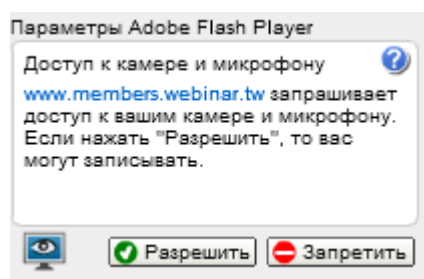 Параметры Adobe Flash Player
Доступ к камере и микрофону
www.members.webinar.tw запрашивает
доступ к вашим камере и микрофону.
Если нажать "Разрешить", то вас
могут записывать.
Разрешить Запретить